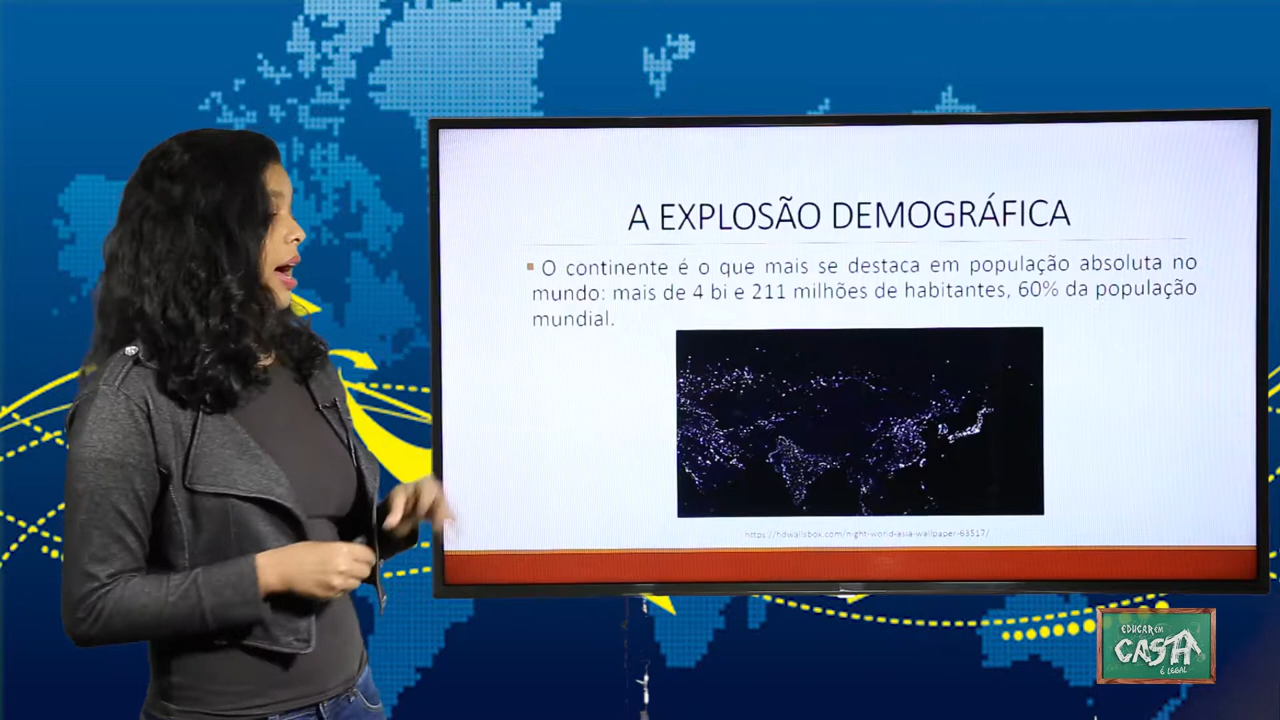 A EXPLOSÃO DEMOGRÁFICA
▪ O continente é o que mais se destaca em população absoluta no
mundo: mais de 4 bi e 211 milhões de habitantes, 60% da população
mundial.
https://hdwallsbox.com/night-world-asia-wallpaper-63517/
EDUCAR EM
CASA
É LEGAL